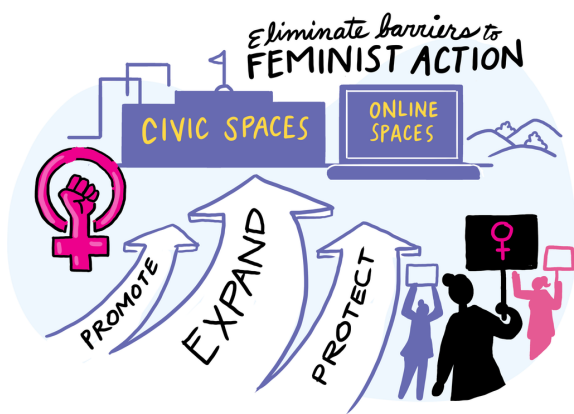 Eliminate barriers to
FEMINIST ACTION
CIVIC SPACES
ONLINE
SPACES
PROMOTE
EXPAND
PROTECT